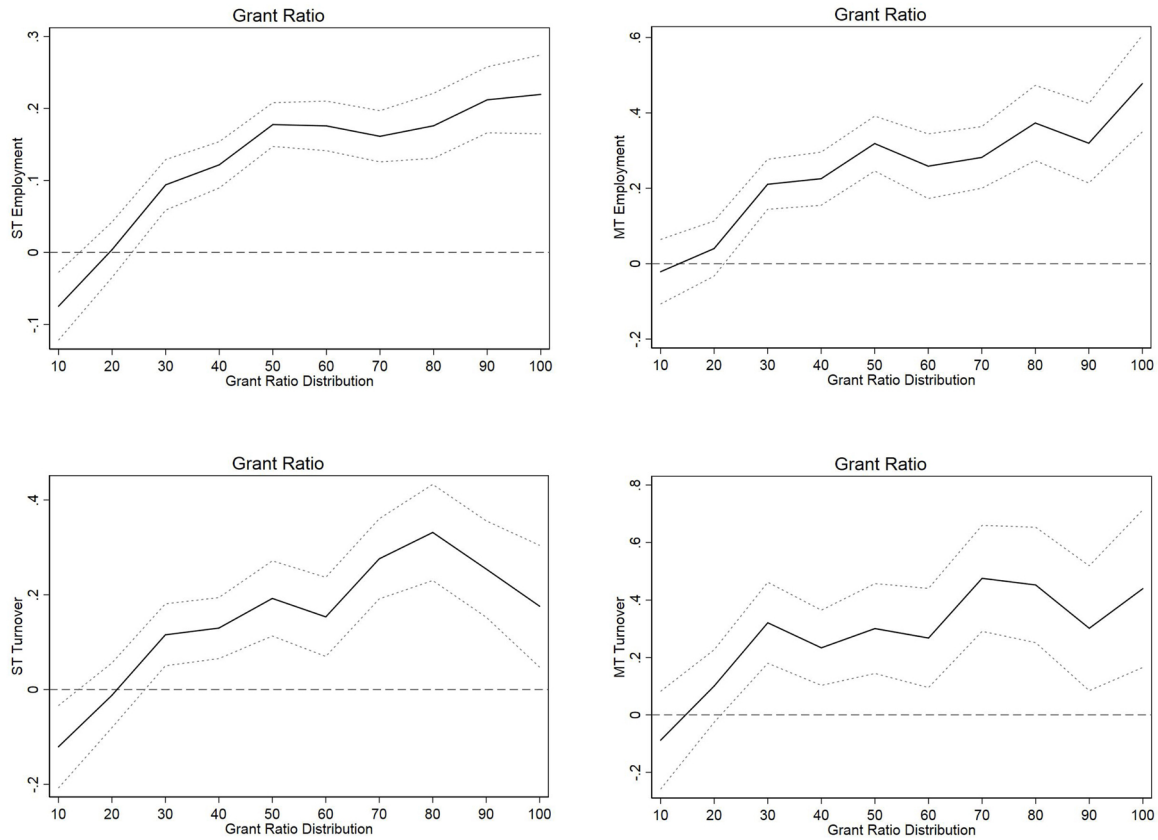 Grant Ratio
ST Employment
.3
.2
.1
0
-.1
10 20 30 40 50 60 70 80 90 100
Grant Ratio Distribution
Grant Ratio
MT Employment
.6
.4
.2
0
-.2
10 20 30 40 50 60 70 80 90 100
Grant Ratio Distribution
Grant Ratio
ST Turnover
.4
.2
0
-.2
10 20 30 40 50 60 70 80 90 100
Grant Ratio Distribution
Grant Ratio
MT Turnover
.8
.6
.4
.2
0
-.2
10 20 30 40 50 60 70 80 90 100
Grant Ratio Distribution